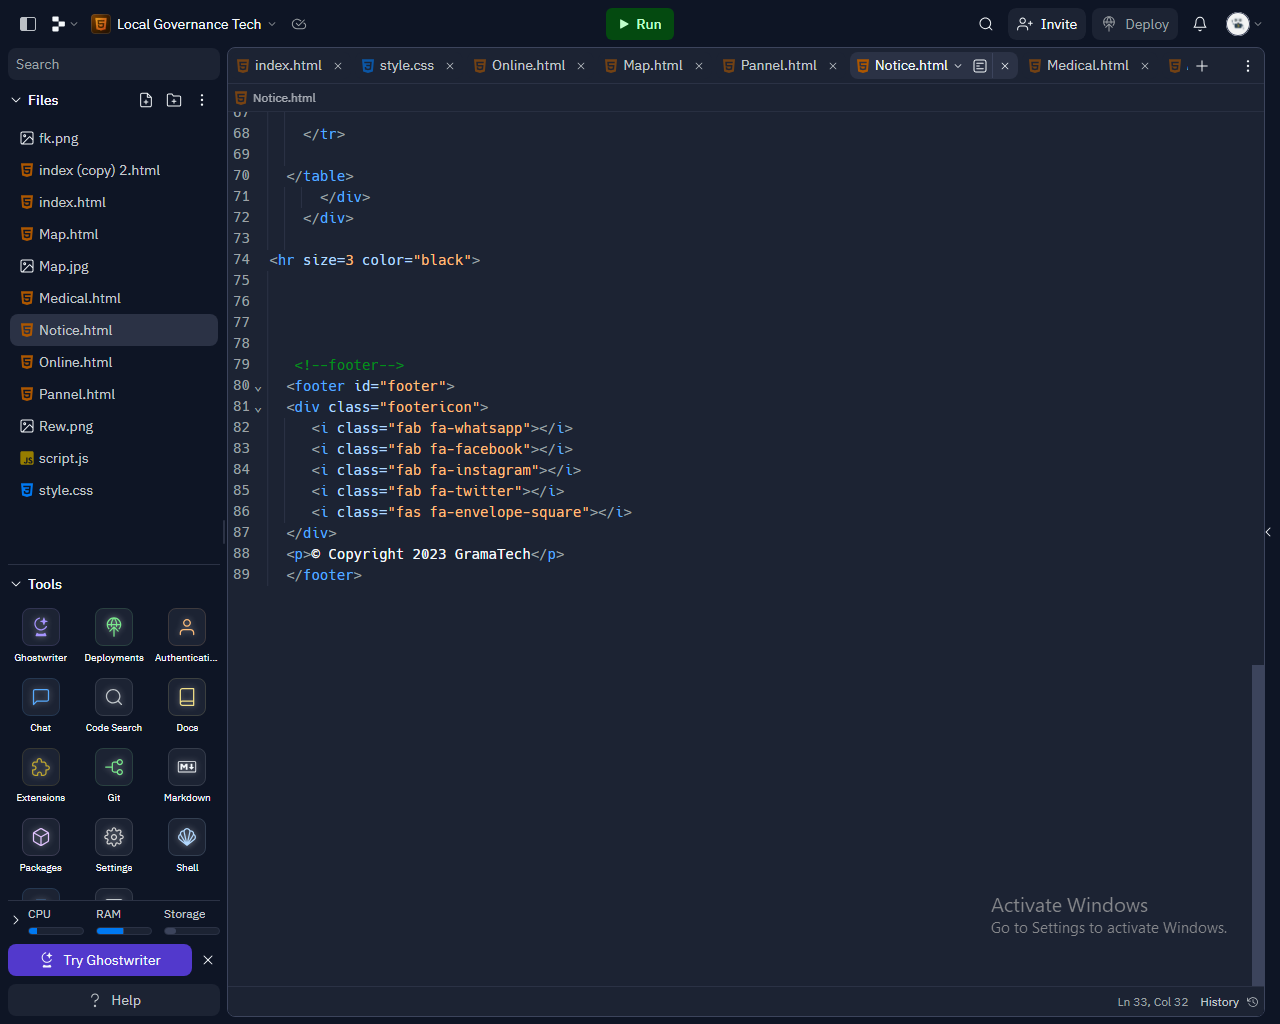 Local Governance Tech
Run
Invite
Deploy
Search
Files
fk.png
index (copy) 2.html
index.html
Map.html
Map.jpg
Medical.html
Notice.html
Online.html
Pannel.html
Rew.png
script.js
style.css
Tools
Ghostwriter
Deployments
Authenticati...
Chat
Code Search
Docs
Extensions
Git
Markdown
Packages
Settings
Shell
CPU
RAM
Storage
Try Ghostwriter
Help
index.html
style.css
Online.html
Map.html
Pannel.html
Notice.html
Medical.html
Notice.html
67
68 </tr>
69
70 </table>
71 </div>
72 </div>
73
74 <hr size=3 color="black">
75
76
77
78
79 <!--footer-->
80 <footer id="footer">
81 <div class="footericon">
82 <i class="fab fa-whatsapp"></i>
83 <i class="fab fa-facebook"></i>
84 <i class="fab fa-instagram"></i>
85 <i class="fab fa-twitter"></i>
86 <i class="fas fa-envelope-square"></i>
87 </div>
88 <p>© Copyright 2023 GramaTech</p>
89 </footer>
Activate Windows
Go to Settings to activate Windows.
Ln 33, Col 32
History